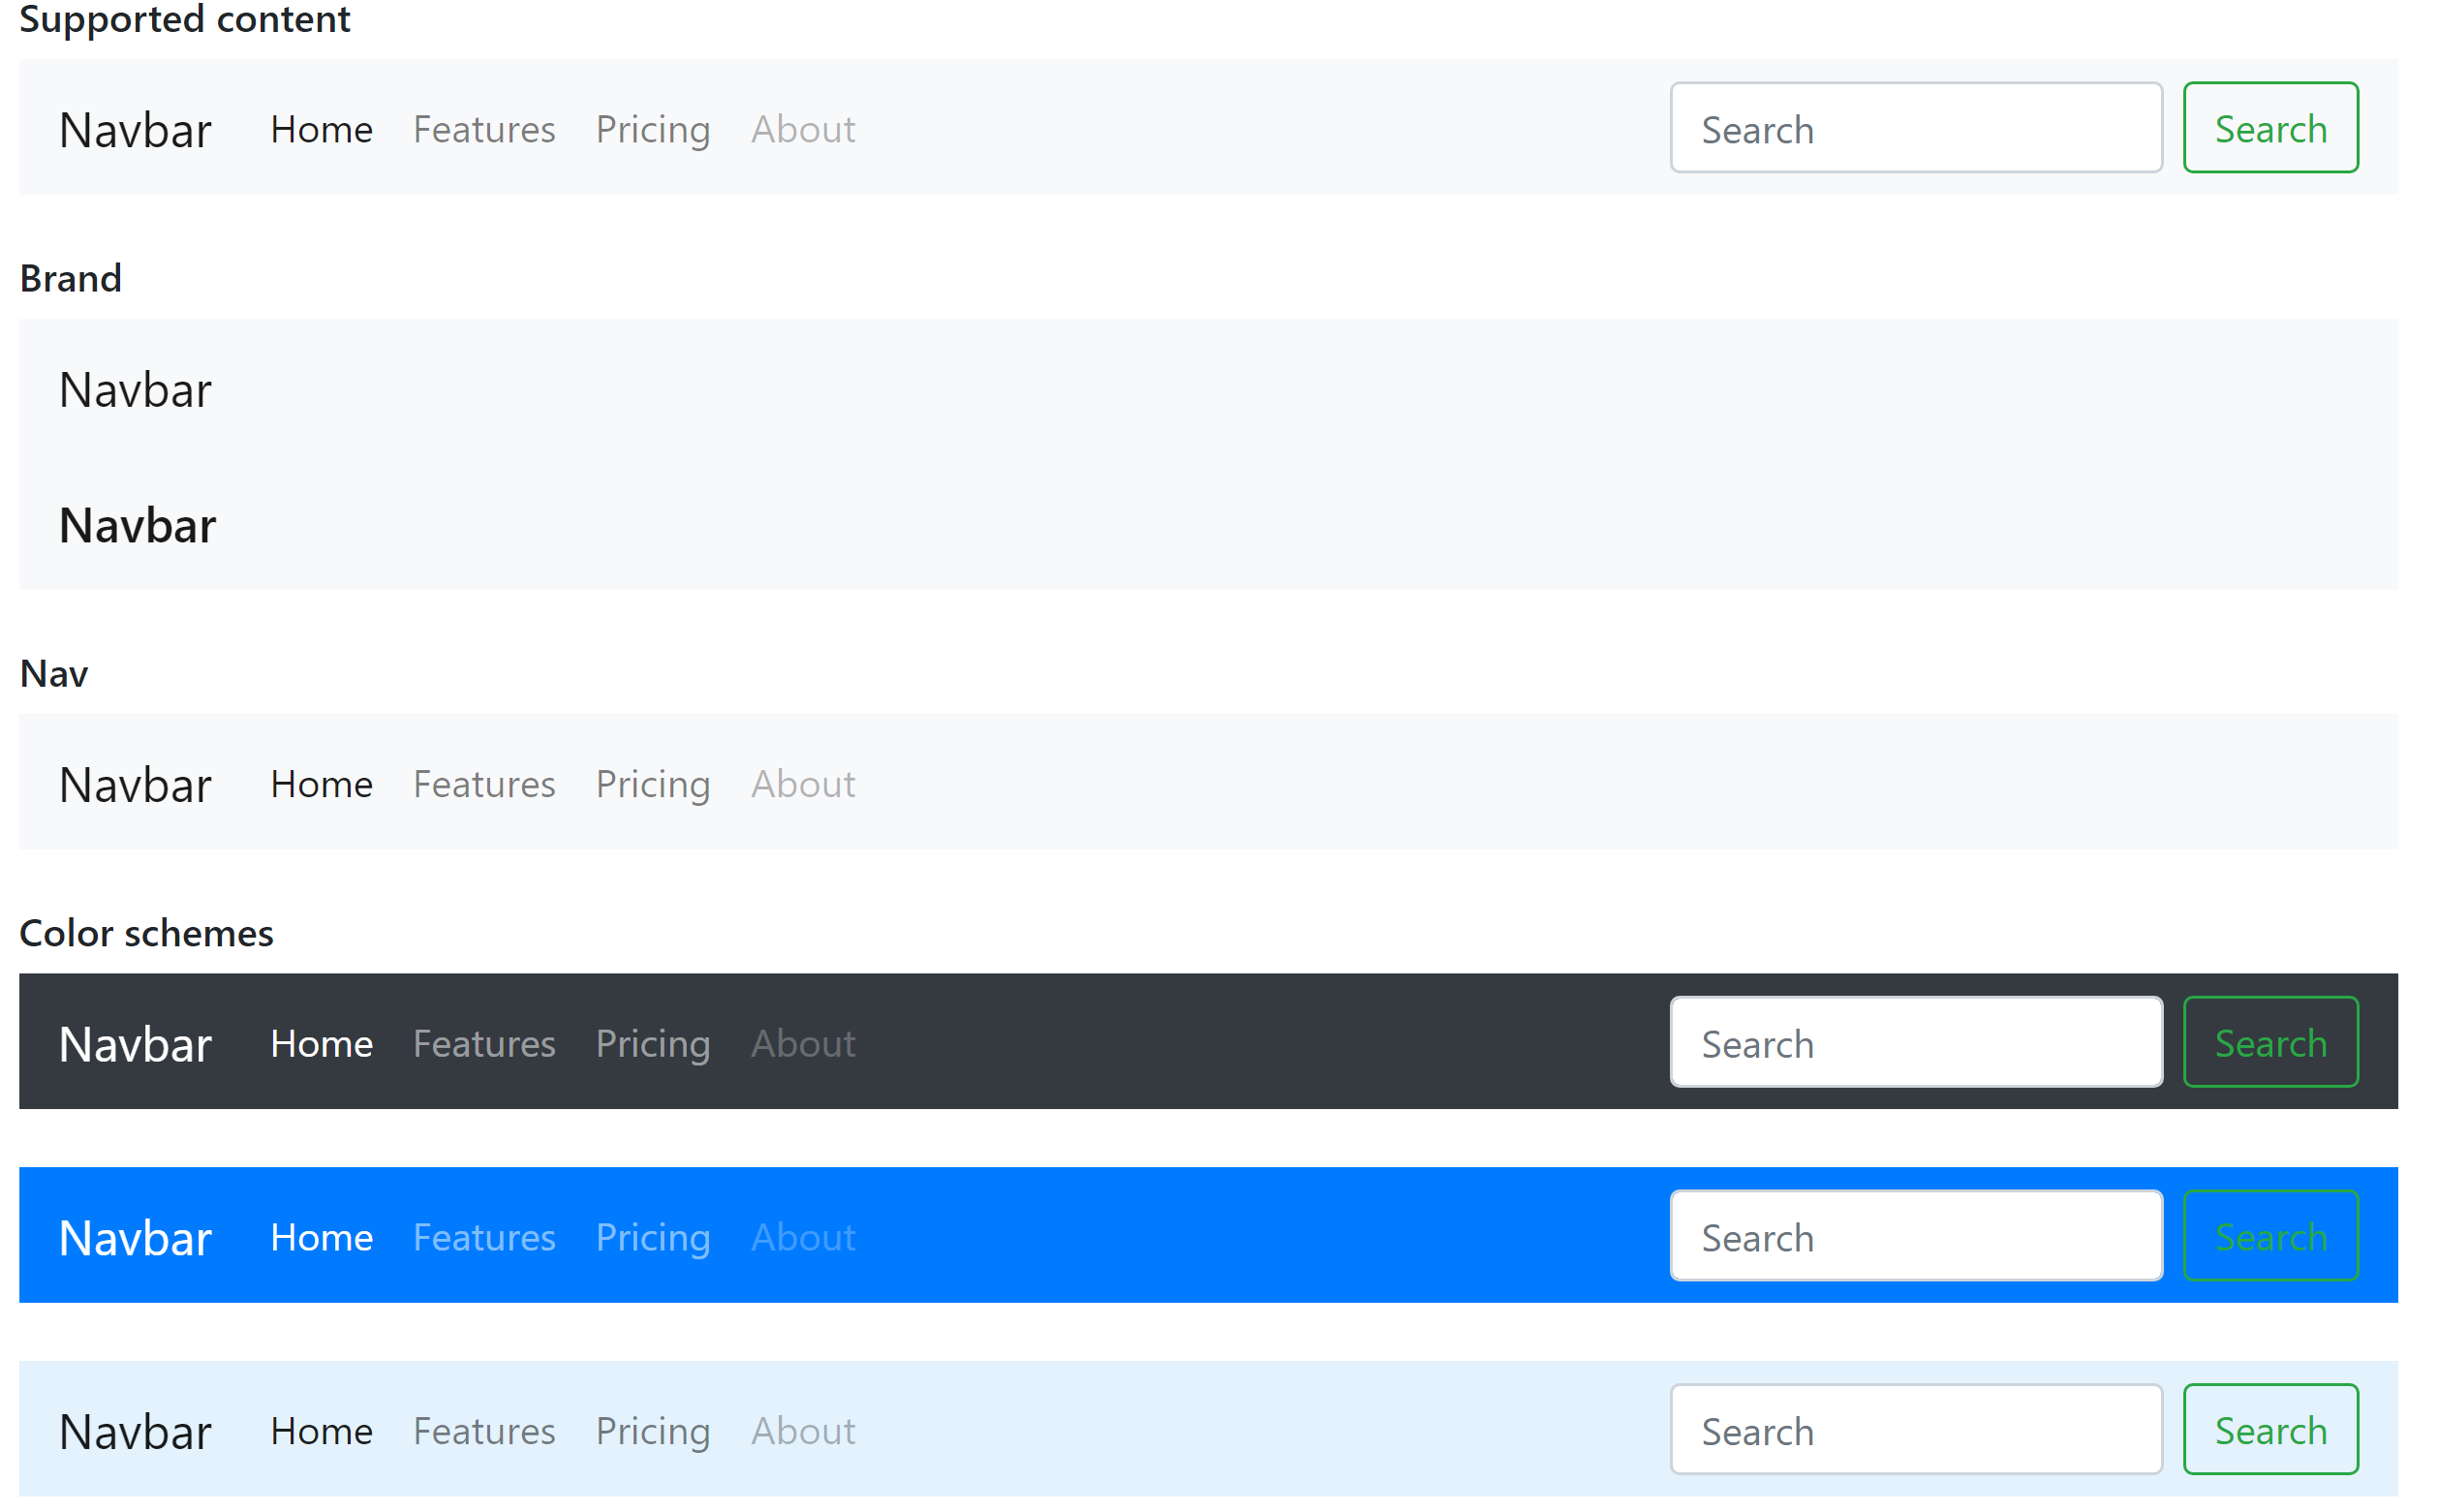 Supported content
Navbar Home Features Pricing About Search Search
Brand
Navbar
Navbar
Nav
Navbar Home Features Pricing About
Color schemes
Navbar Home Features Pricing About Search Search
Navbar Home Features Pricing About Search Search
Navbar Home Features Pricing About Search Search